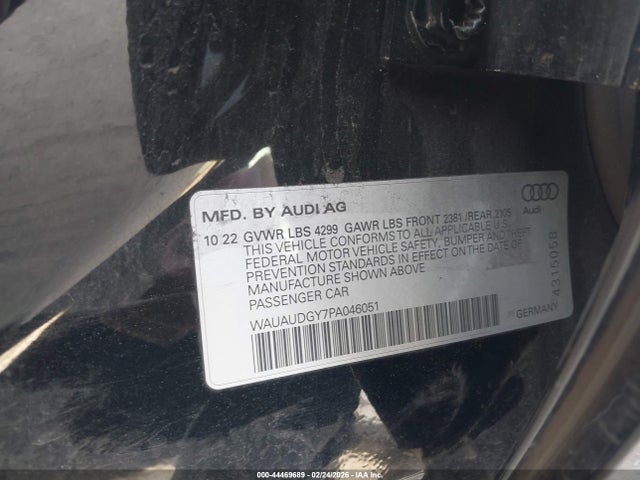 MFD. BY AUDI AG
Audi
10 22 GVWR LBS 4299 GAWR LBS FRONT 2381 /REAR 2105
THIS VEHICLE CONFORMS TO ALL APPLICABLE U.S.
FEDERAL MOTOR VEHICLE SAFETY, BUMPER AND THEFT
PREVENTION STANDARDS IN EFFECT ON THE DATE OF
MANUFACTURE SHOWN ABOVE
PASSENGER CAR
WAUAUDGY7PA046051
GERMANY
4315058
000-44469689 - 02/24/2026 - IAA Inc.